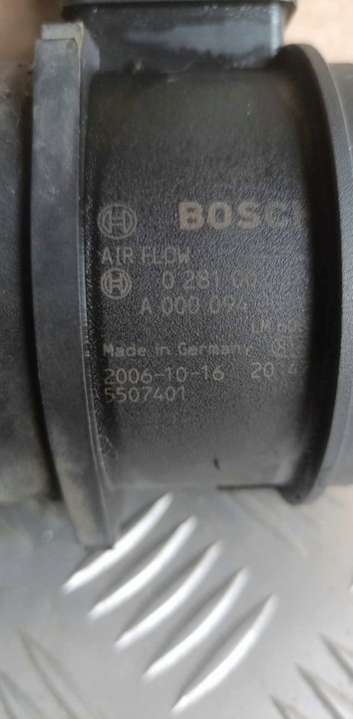 BOSCH
AIR FLOW
0 281 00
A 000 094
Made in Germany
2006-10-16
5507401